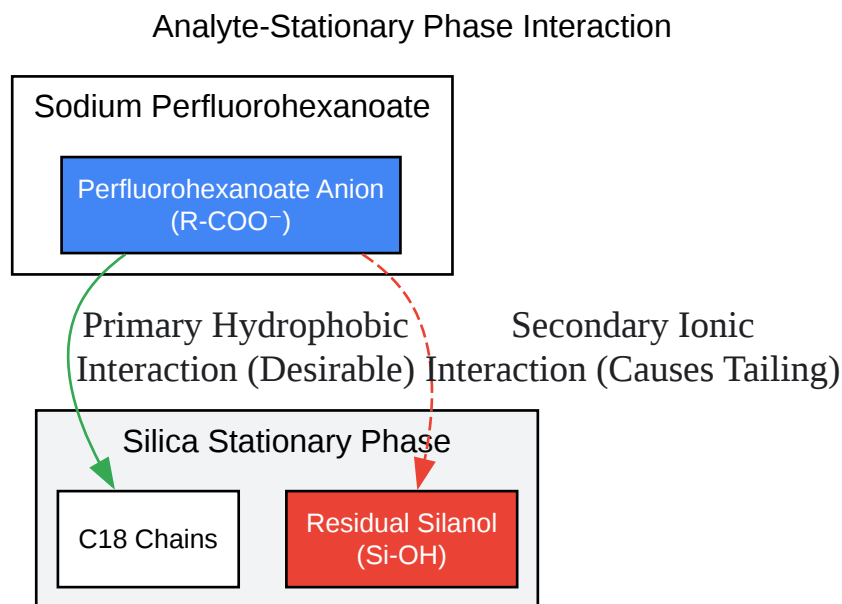 Analyte-Stationary Phase Interaction
Sodium Perfluorohexanoate
Perfluorohexanoate Anion
(R-COO⁻)
Primary Hydrophobic
Interaction (Desirable)
Secondary Ionic
Interaction (Causes Tailing)
Silica Stationary Phase
C18 Chains
Residual Silanol
(Si-OH)